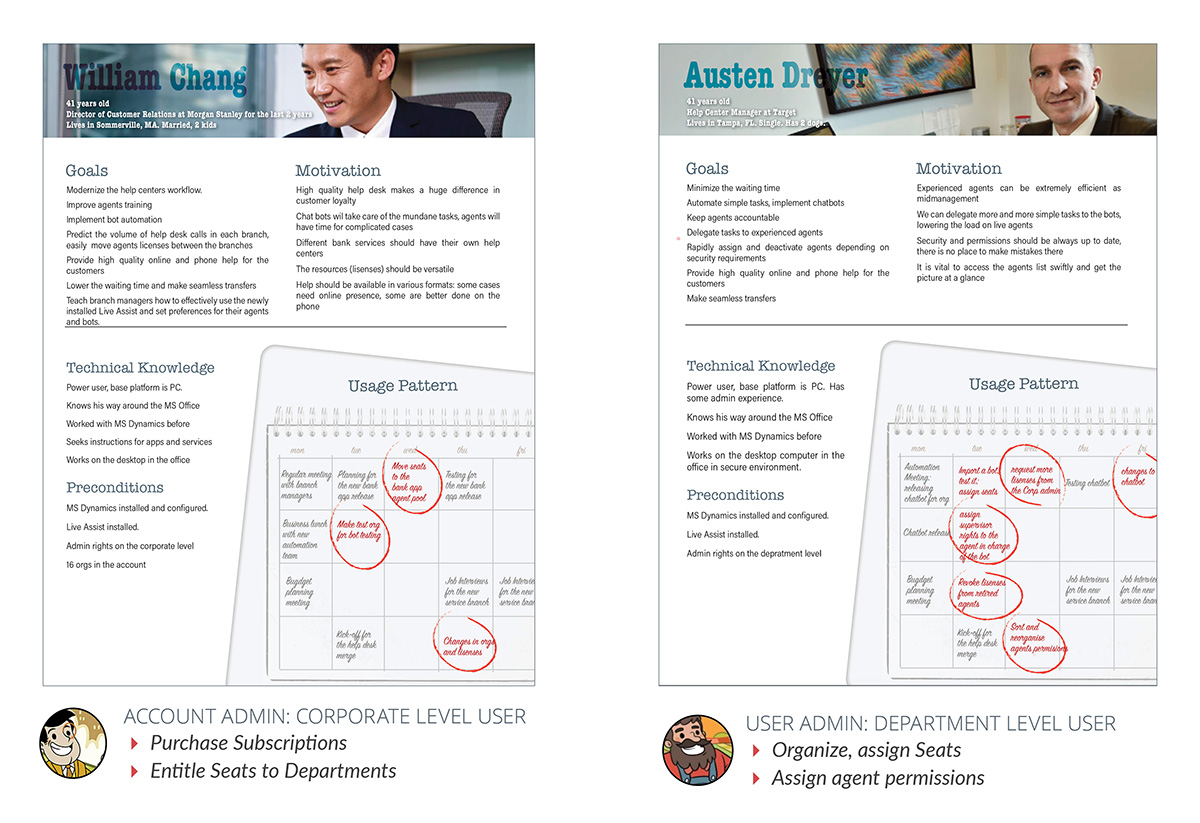 William Chang
41 years old
Director of Customer Relations at Morgan Stanley for the last 2 years
Lives in Sommerville, MA. Married, 2 kids
Goals
Modernize the help centers workflow.
Improve agents training
Implement bot automation
Predict the volume of help desk calls in each branch,
easily move agents licenses between the branches
Provide high quality online and phone help for the
customers
Lower the waiting time and make seamless transfers
Teach branch managers how to effectively use the newly
installed Live Assist and set preferences for their agents
and bots.
Motivation
High quality help desk makes a huge difference in
customer loyalty
Chat bots wil take care of the mundane tasks, agents will
have time for complicated cases
Different bank services should have their own help
centers
The resources (lisenses) should be versatile
Help should be available in various formats: some cases
need online presence, some are better done on the
phone
Technical Knowledge
Power user, base platform is PC.
Knows his way around the MS Office
Worked with MS Dynamics before
Seeks instructions for apps and services
Works on the desktop in the office
Preconditions
MS Dynamics installed and configured.
Live Assist installed.
Admin rights on the corporate level
16 orgs in the account
Usage Pattern
mon tue wed thu fri
Regular meeting
with branch
managers
Planning for
the new bank
app release
Move seats
to the
bank app
agent pool
Testing for
the new bank
app release
Business lunch
with new
automation
team
Make test org
for bot testing
Bugdget
planning
meeting
Job Interviews
for the new
service branch
Job Intervie
for the new
service bran
Kick-off for
the help desk
merge
Changes in orgs
and lisenses
ACCOUNT ADMIN: CORPORATE LEVEL USER
Purchase Subscriptions
Entitle Seats to Departments
Austen Dreyer
41 years old
Help Center Manager at Target
Lives in Tampa, FL. Single. Has 2 dogs.
Goals
Minimize the waiting time
Automate simple tasks, implement chatbots
Keep agents accountable
Delegate tasks to experienced agents
Rapidly assign and deactivate agents depending on
security requirements
Provide high quality online and phone help for the
customers
Make seamless transfers
Motivation
Experienced agents can be extremely efficient as
midmanagement
We can delegate more and more simple tasks to the bots,
lowering the load on live agents
Security and permissions should be always up to date,
there is no place to make mistakes there
It is vital to access the agents list swiftly and get the
picture at a glance
Technical Knowledge
Power user, base platform is PC. Has
some admin experience.
Knows his way around the MS Office
Worked with MS Dynamics before
Works on the desktop computer in the
office in secure environment.
Preconditions
MS Dynamics installed and configured.
Live Assist installed.
Admin rights on the depratment level
Usage Pattern
mon tue wed thu fri
Automation
Meeting:
releasing
chatbot for org
Import a bot,
test it;
assign seats
request more
lisenses from
the Corp admin
Testing chatbot
changes to
chatbot
Chatbot release
assign
supervisor
rights to the
agent in charge
of the bot
Bugdget
planning
meeting
Revoke lisenses
from retired
agents
Job Interviews
for the new
service branch
Job Intervie
for the new
service bran
Kick-off for
the help desk
merge
Sort and
reorganise
agents permisions
USER ADMIN: DEPARTMENT LEVEL USER
Organize, assign Seats
Assign agent permissions